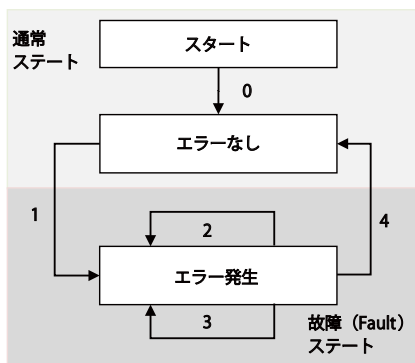 通常
ステート
スタート
0
エラーなし
1
4
2
エラー発生
3
故障（Fault）
ステート